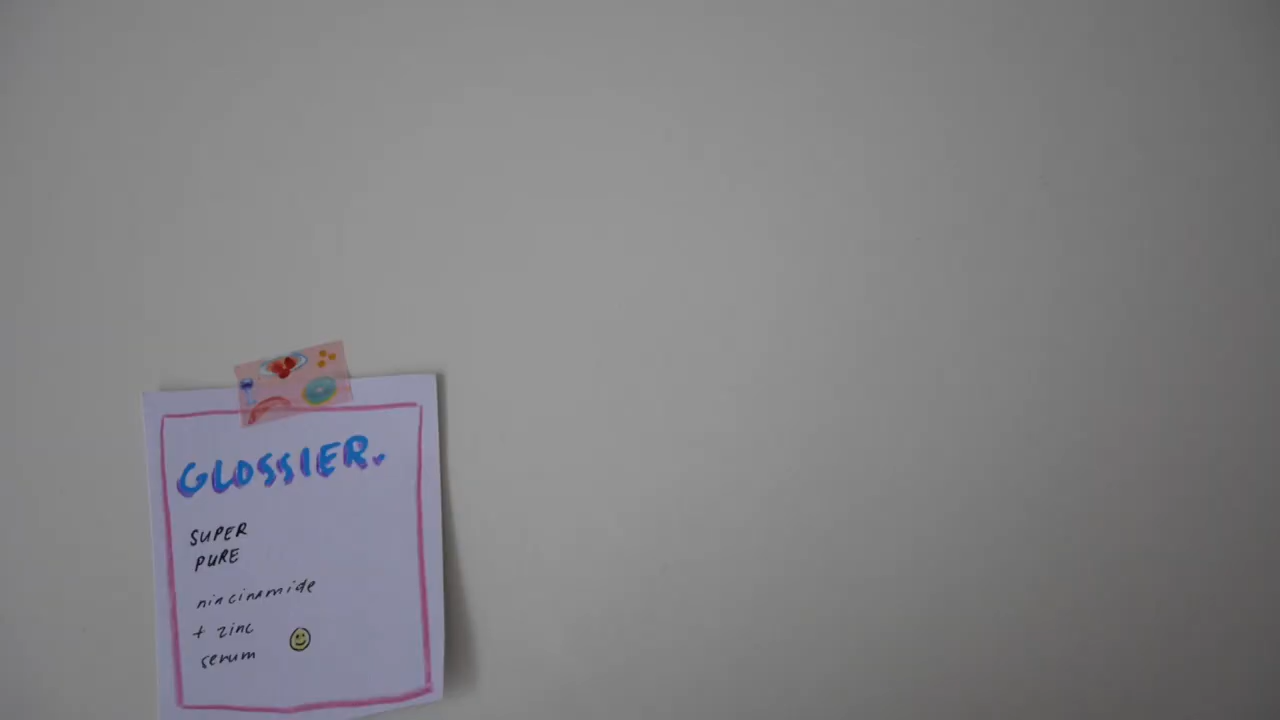 GLOSSIER.
SUPER
PURE
niacinamide
+ zinc
serum